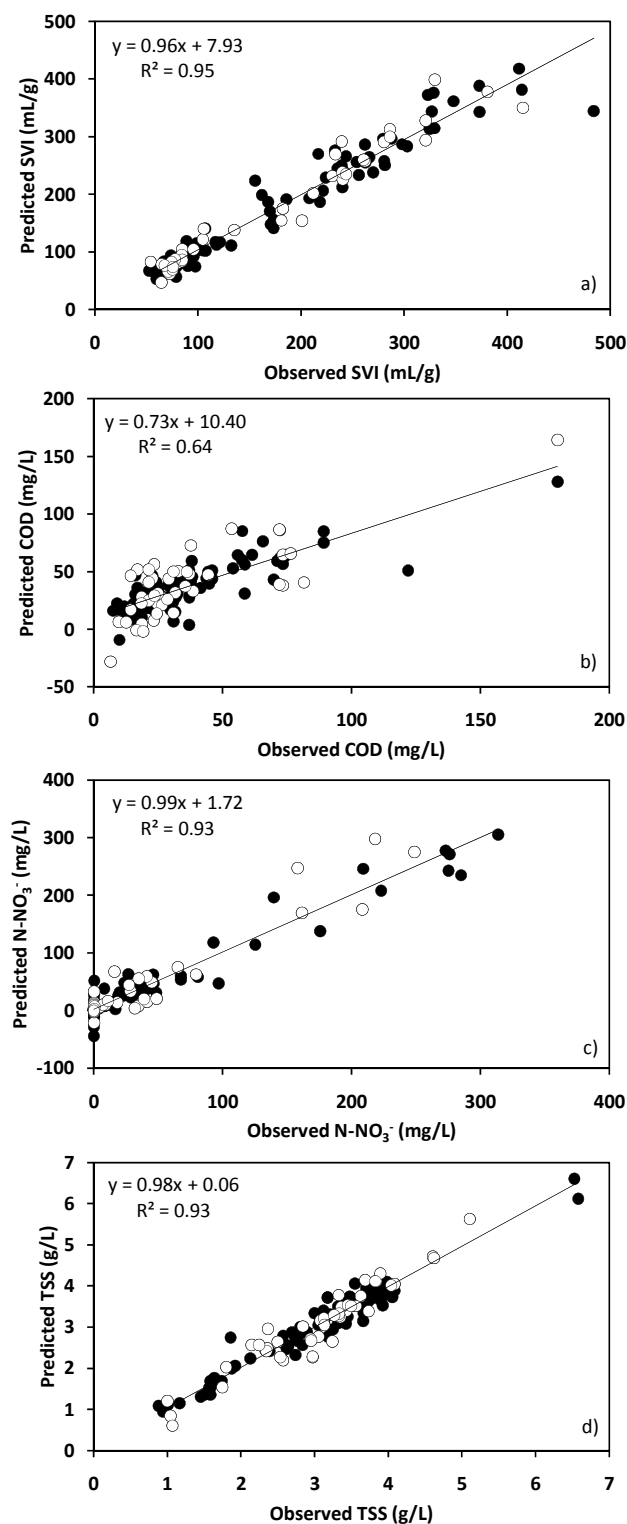 y = 0.96x + 7.93
R² = 0.95
Predicted SVI (mL/g)
500
400
300
200
100
0
a)
0 100 200 300 400 500
Observed SVI (mL/g)
y = 0.73x + 10.40
R² = 0.64
Predicted COD (mg/L)
200
150
100
50
0
-50
b)
0 50 100 150 200
Observed COD (mg/L)
y = 0.99x + 1.72
R² = 0.93
Predicted N-NO₃⁻ (mg/L)
400
300
200
100
0
-100
c)
0 100 200 300 400
Observed N-NO₃⁻ (mg/L)
y = 0.98x + 0.06
R² = 0.93
Predicted TSS (g/L)
7
6
5
4
3
2
1
0
d)
0 1 2 3 4 5 6 7
Observed TSS (g/L)